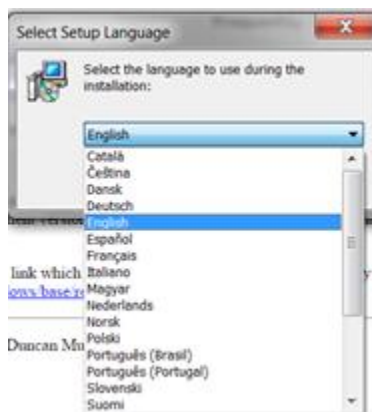 Select Setup Language
Select the language to use during the
installation:
English
Català
Čeština
Dansk
Deutsch
English
Español
Français
link which
Italiano
Magyar
Nederlands
Norsk
Polski
Duncan
Português (Brasil)
Português (Portugal)
Slovenski
Suomi